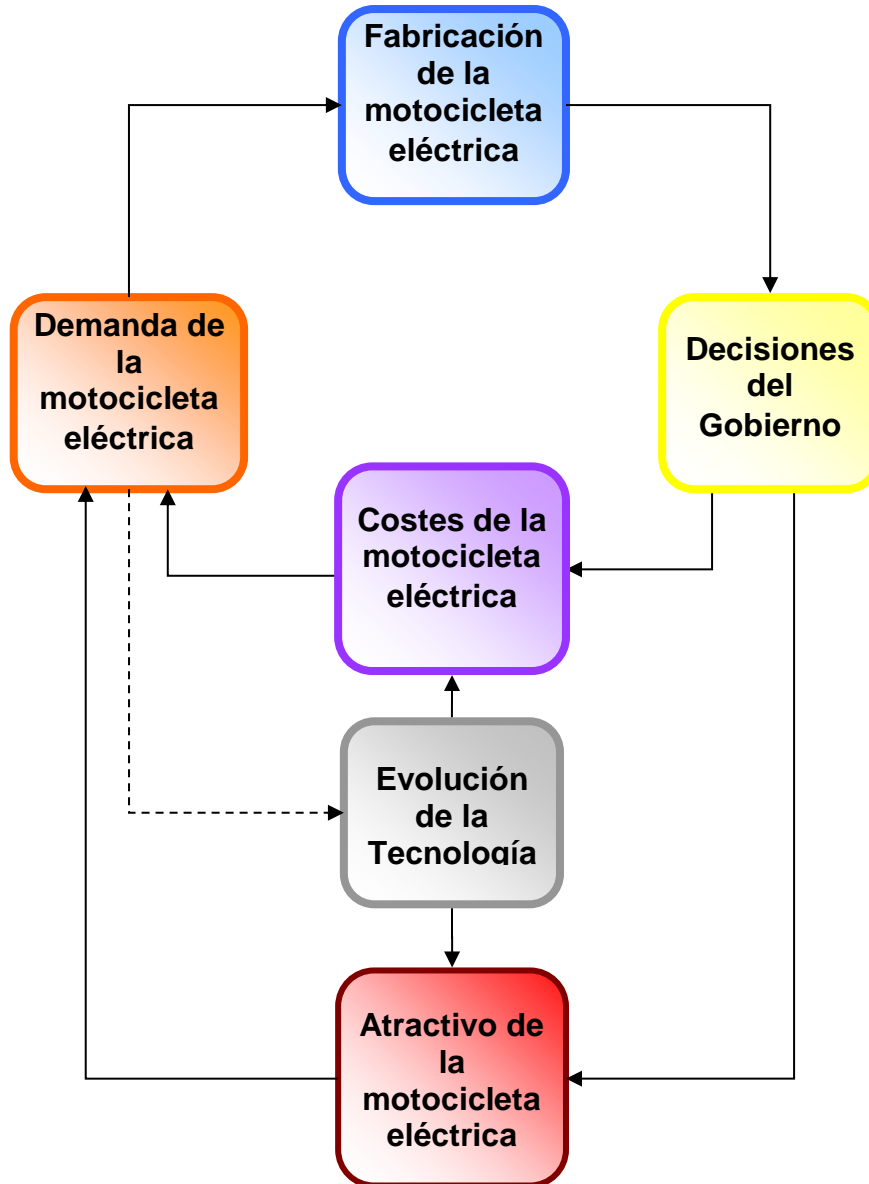 Fabricación
de la
motocicleta
eléctrica
Demanda de
la
motocicleta
eléctrica
Decisiones
del
Gobierno
Costes de la
motocicleta
eléctrica
Evolución
de la
Tecnología
Atractivo de
la
motocicleta
eléctrica